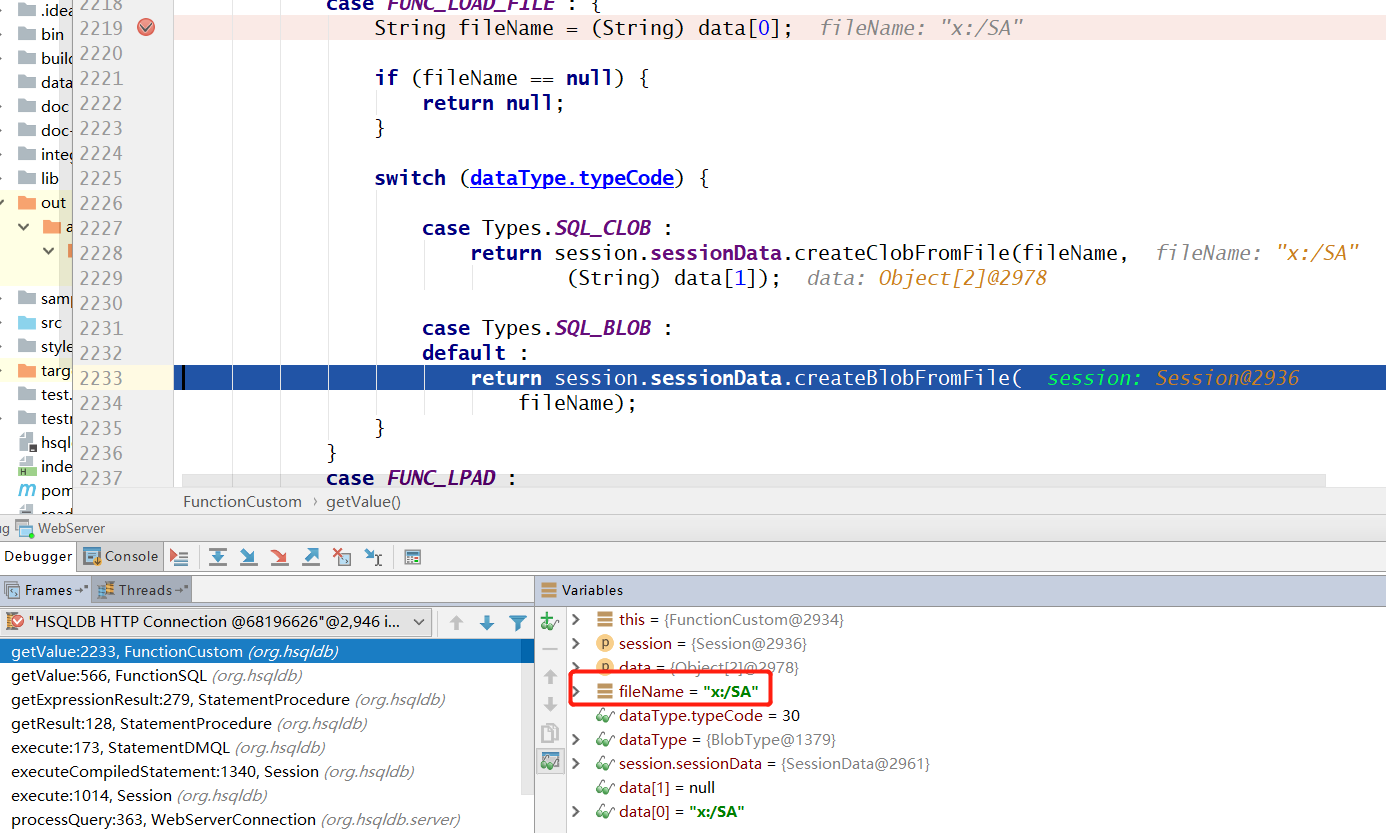 .idea
bin
build
data
doc
doc-
integ
lib
out
a
samp
src
style
targ
test.
testr
hsql
inde
pom
read
2218 case FUNC_LOAD_FILE : {
2219 String fileName = (String) data[0]; fileName: "x:/SA"
2220
2221 if (fileName == null) {
2222 return null;
2223 }
2224
2225 switch (dataType.typeCode) {
2226
2227 case Types.SQL_CLOB :
2228 return session.sessionData.createClobFromFile(fileName, fileName: "x:/SA"
2229 (String) data[1]); data: Object[2]@2978
2230
2231 case Types.SQL_BLOB :
2232 default :
2233 return session.sessionData.createBlobFromFile( session: Session@2936
2234 fileName);
2235 }
2236 }
2237 case FUNC_LPAD :
FunctionCustom › getValue()
ug WebServer
Debugger Console
Frames Threads
"HSQLDB HTTP Connection @68196626"@2,946 i...
getValue:2233, FunctionCustom (org.hsqldb)
getValue:566, FunctionSQL (org.hsqldb)
getExpressionResult:279, StatementProcedure (org.hsqldb)
getResult:128, StatementProcedure (org.hsqldb)
execute:173, StatementDMQL (org.hsqldb)
executeCompiledStatement:1340, Session (org.hsqldb)
execute:1014, Session (org.hsqldb)
processQuery:363, WebServerConnection (org.hsqldb.server)
Variables
this = {FunctionCustom@2934}
session = {Session@2936}
data = {Object[2]@2978}
fileName = "x:/SA"
dataType.typeCode = 30
dataType = {BlobType@1379}
session.sessionData = {SessionData@2961}
data[1] = null
data[0] = "x:/SA"